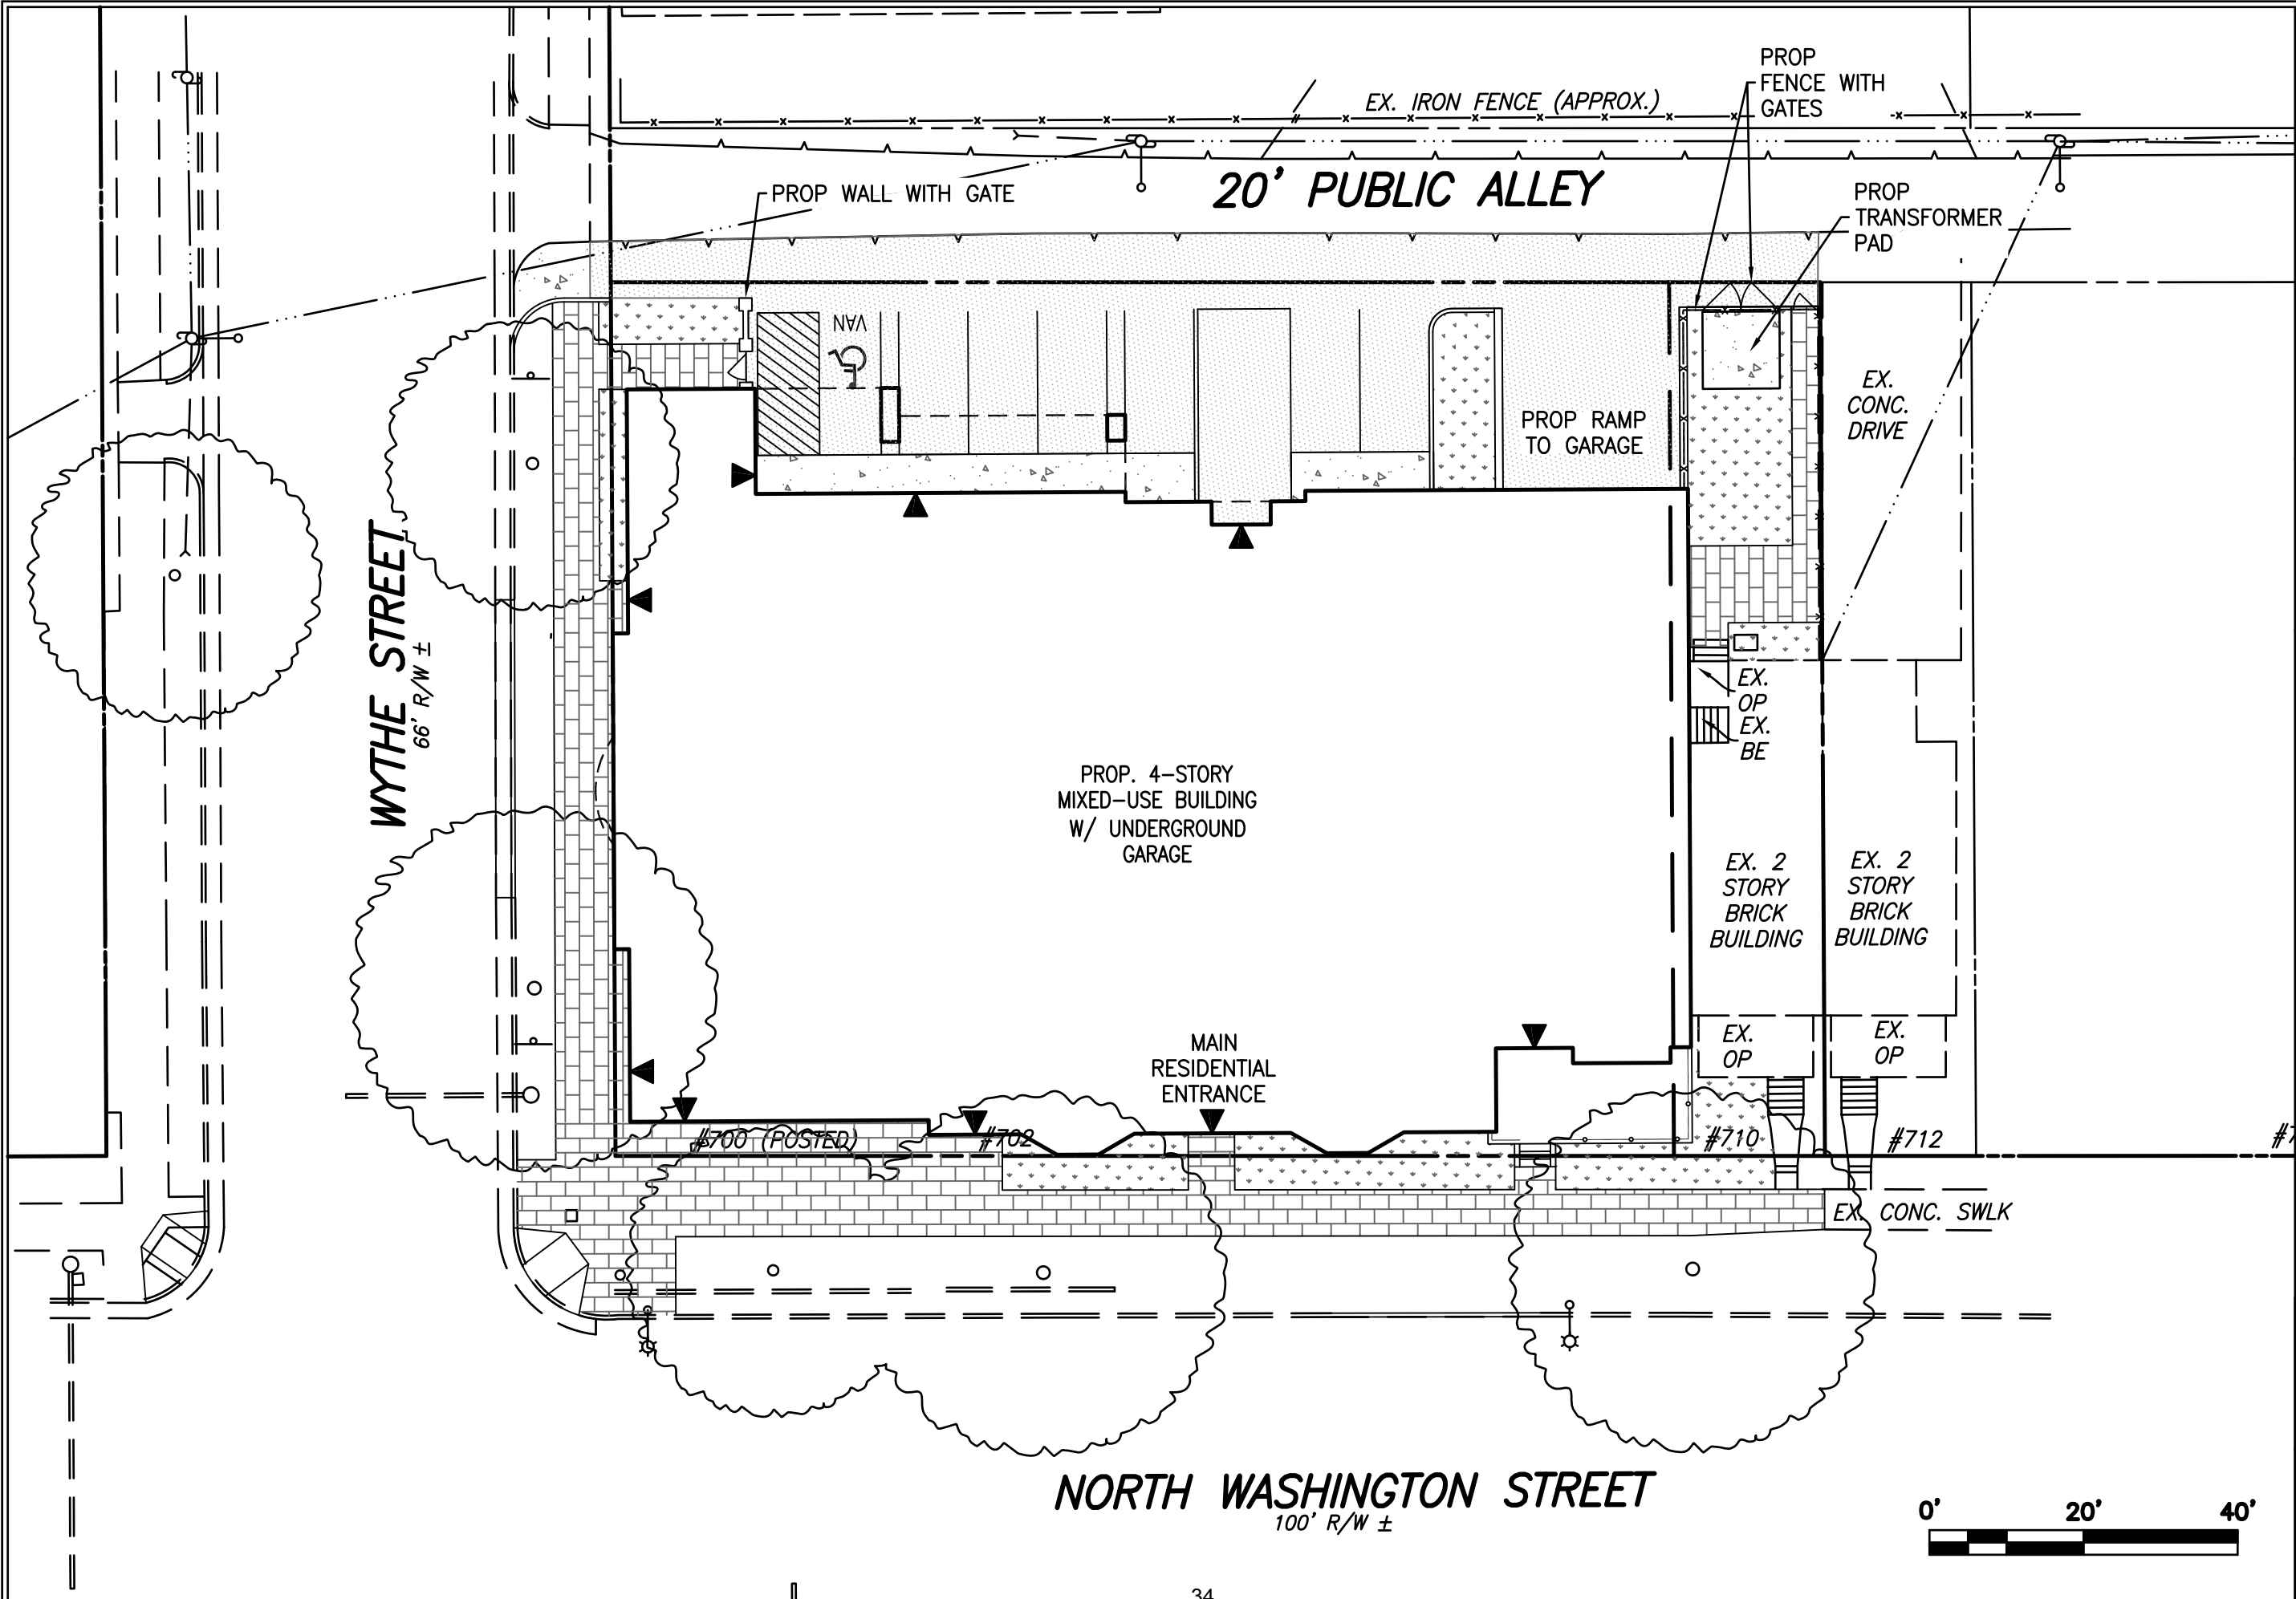 PROP
FENCE WITH
GATES
EX. IRON FENCE (APPROX.)
PROP WALL WITH GATE
20' PUBLIC ALLEY
PROP
TRANSFORMER
PAD
VAN
EX.
CONC.
DRIVE
PROP RAMP
TO GARAGE
WYTHE STREET
66' R/W ±
EX.
OP
EX.
BE
PROP. 4-STORY
MIXED-USE BUILDING
W/ UNDERGROUND
GARAGE
EX. 2
STORY
BRICK
BUILDING
EX. 2
STORY
BRICK
BUILDING
MAIN
RESIDENTIAL
ENTRANCE
EX.
OP
EX.
OP
#700 (POSTED)
#702
#710
#712
#7
EX. CONC. SWLK
NORTH WASHINGTON STREET
100' R/W ±
0' 20' 40'
34